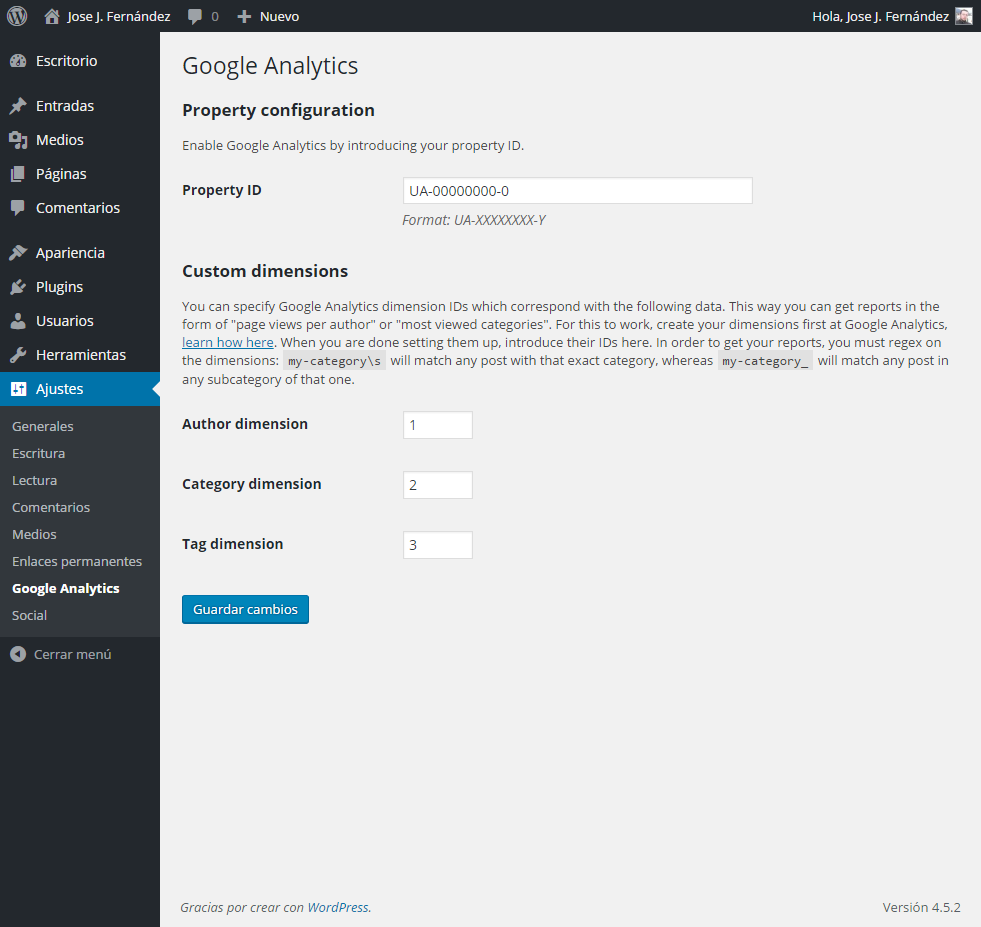 Jose J. Fernández 0 Nuevo Hola, Jose J. Fernández
Escritorio
Entradas
Medios
Páginas
Comentarios
Apariencia
Plugins
Usuarios
Herramientas
Ajustes
Generales
Escritura
Lectura
Comentarios
Medios
Enlaces permanentes
Google Analytics
Social
Cerrar menú
Google Analytics
Property configuration
Enable Google Analytics by introducing your property ID.
Property ID UA-00000000-0
Format: UA-XXXXXXXX-Y
Custom dimensions
You can specify Google Analytics dimension IDs which correspond with the following data. This way you can get reports in the
form of "page views per author" or "most viewed categories". For this to work, create your dimensions first at Google Analytics,
learn how here. When you are done setting them up, introduce their IDs here. In order to get your reports, you must regex on
the dimensions: my-category\s will match any post with that exact category, whereas my-category_ will match any post in
any subcategory of that one.
Author dimension 1
Category dimension 2
Tag dimension 3
Guardar cambios
Gracias por crear con WordPress. Versión 4.5.2